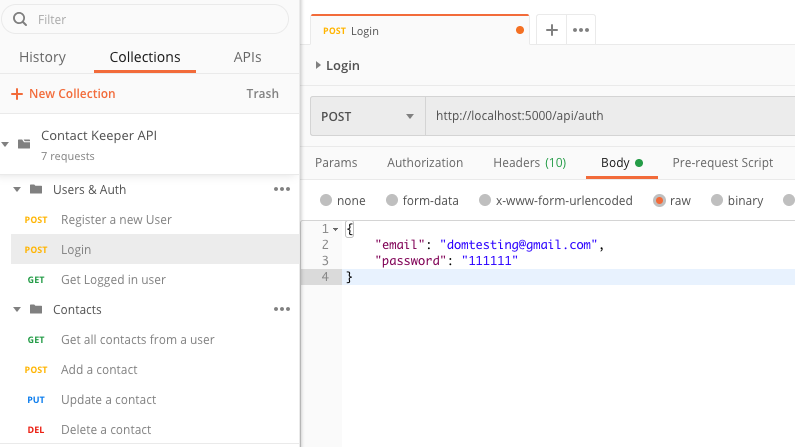 Filter
History Collections APIs
+ New Collection Trash
Contact Keeper API
7 requests
Users & Auth •••
POST Register a new User
POST Login
GET Get Logged in user
Contacts •••
GET Get all contacts from a user
POST Add a contact
PUT Update a contact
DEL Delete a contact
POST Login + •••
Login
POST http://localhost:5000/api/auth
Params Authorization Headers (10) Body Pre-request Script
none form-data x-www-form-urlencoded raw binary
1 {
2 "email": "domtesting@gmail.com",
3 "password": "111111"
4 }